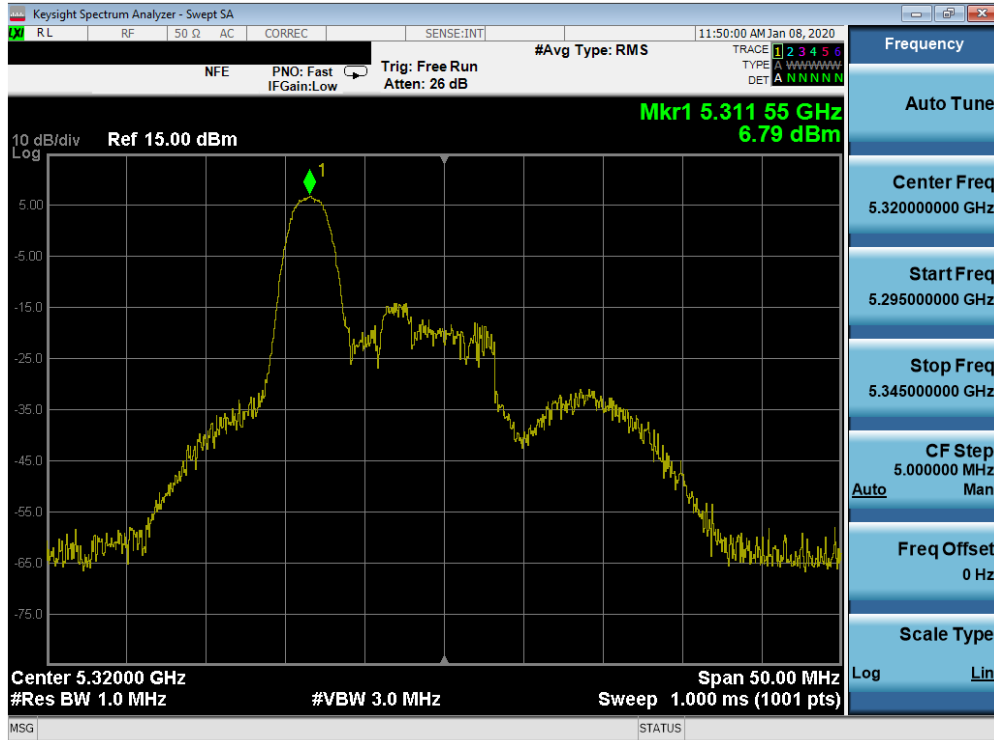 Keysight Spectrum Analyzer - Swept SA
LXI RL RF 50 Ω AC CORREC SENSE:INT 11:50:00 AM Jan 08, 2020
NFE PNO: Fast IFGain:Low Trig: Free Run Atten: 26 dB #Avg Type: RMS
TRACE 1 2 3 4 5 6
TYPE A WWWWW
DET A N N N N N
Mkr1 5.311 55 GHz
6.79 dBm
10 dB/div Ref 15.00 dBm
Log
1
5.00
-5.00
-15.0
-25.0
-35.0
-45.0
-55.0
-65.0
-75.0
Center 5.32000 GHz Span 50.00 MHz
#Res BW 1.0 MHz #VBW 3.0 MHz Sweep 1.000 ms (1001 pts)
MSG STATUS
Frequency
Auto Tune
Center Freq
5.320000000 GHz
Start Freq
5.295000000 GHz
Stop Freq
5.345000000 GHz
CF Step
5.000000 MHz
Auto Man
Freq Offset
0 Hz
Scale Type
Log Lin